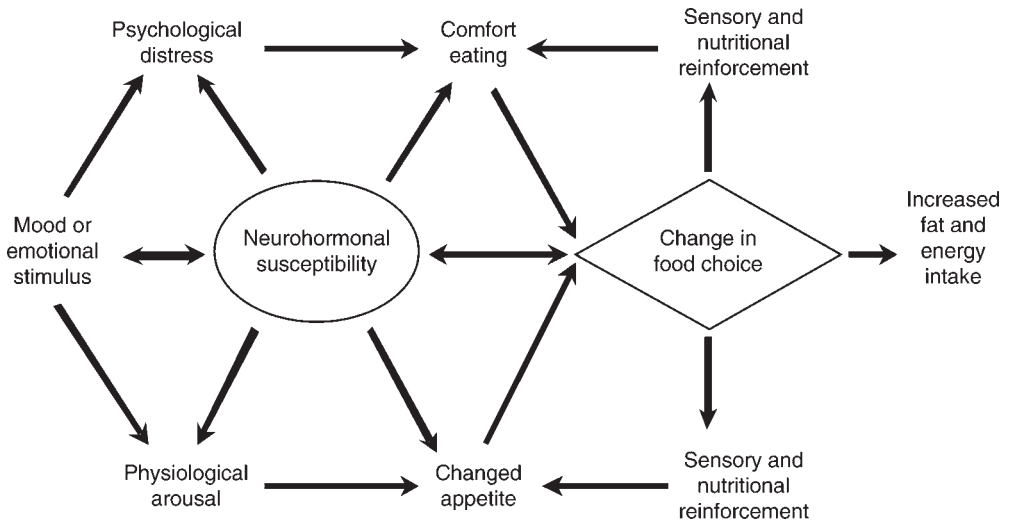 Psychological
distress
Comfort
eating
Sensory and
nutritional
reinforcement
Mood or
emotional
stimulus
Neurohormonal
susceptibility
Change in
food choice
Increased
fat and
energy
intake
Physiological
arousal
Changed
appetite
Sensory and
nutritional
reinforcement